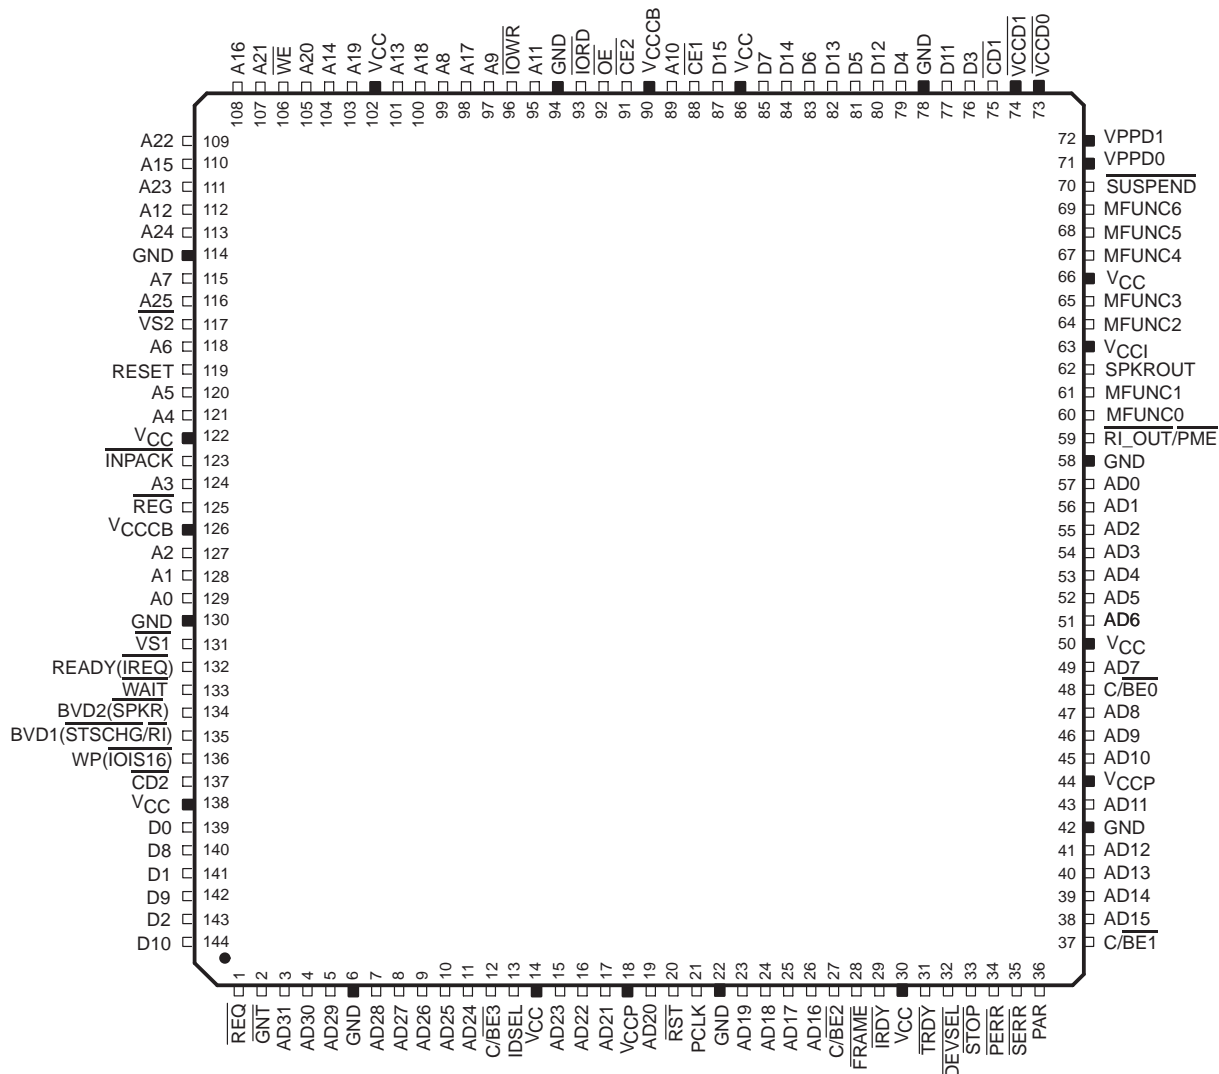 A16
A21
WE
A20
A14
A19
VCC
A13
A18
A8
A17
A9
IOWR
A11
GND
IORD
OE
CE2
VCCCB
A10
CE1
D15
VCC
D7
D14
D6
D13
D5
D12
D4
GND
D11
D3
CD1
VCCD1
VCCD0
108
107
106
105
104
103
102
101
100
99
98
97
96
95
94
93
92
91
90
89
88
87
86
85
84
83
82
81
80
79
78
77
76
75
74
73
A22 109
A15 110
A23 111
A12 112
A24 113
GND 114
A7 115
A25 116
VS2 117
A6 118
RESET 119
A5 120
A4 121
VCC 122
INPACK 123
A3 124
REG 125
VCCCB 126
A2 127
A1 128
A0 129
GND 130
VS1 131
READY(IREQ) 132
WAIT 133
BVD2(SPKR) 134
BVD1(STSCHG/RI) 135
WP(IOIS16) 136
CD2 137
VCC 138
D0 139
D8 140
D1 141
D9 142
D2 143
D10 144
72 VPPD1
71 VPPD0
70 SUSPEND
69 MFUNC6
68 MFUNC5
67 MFUNC4
66 VCC
65 MFUNC3
64 MFUNC2
63 VCCI
62 SPKROUT
61 MFUNC1
60 MFUNC0
59 RI_OUT/PME
58 GND
57 AD0
56 AD1
55 AD2
54 AD3
53 AD4
52 AD5
51 AD6
50 VCC
49 AD7
48 C/BE0
47 AD8
46 AD9
45 AD10
44 VCCP
43 AD11
42 GND
41 AD12
40 AD13
39 AD14
38 AD15
37 C/BE1
1
2
3
4
5
6
7
8
9
10
11
12
13
14
15
16
17
18
19
20
21
22
23
24
25
26
27
28
29
30
31
32
33
34
35
36
REQ
GNT
AD31
AD30
AD29
GND
AD28
AD27
AD26
AD25
AD24
C/BE3
IDSEL
VCC
AD23
AD22
AD21
VCCP
AD20
RST
PCLK
GND
AD19
AD18
AD17
AD16
C/BE2
FRAME
IRDY
VCC
TRDY
DEVSEL
STOP
PERR
SERR
PAR